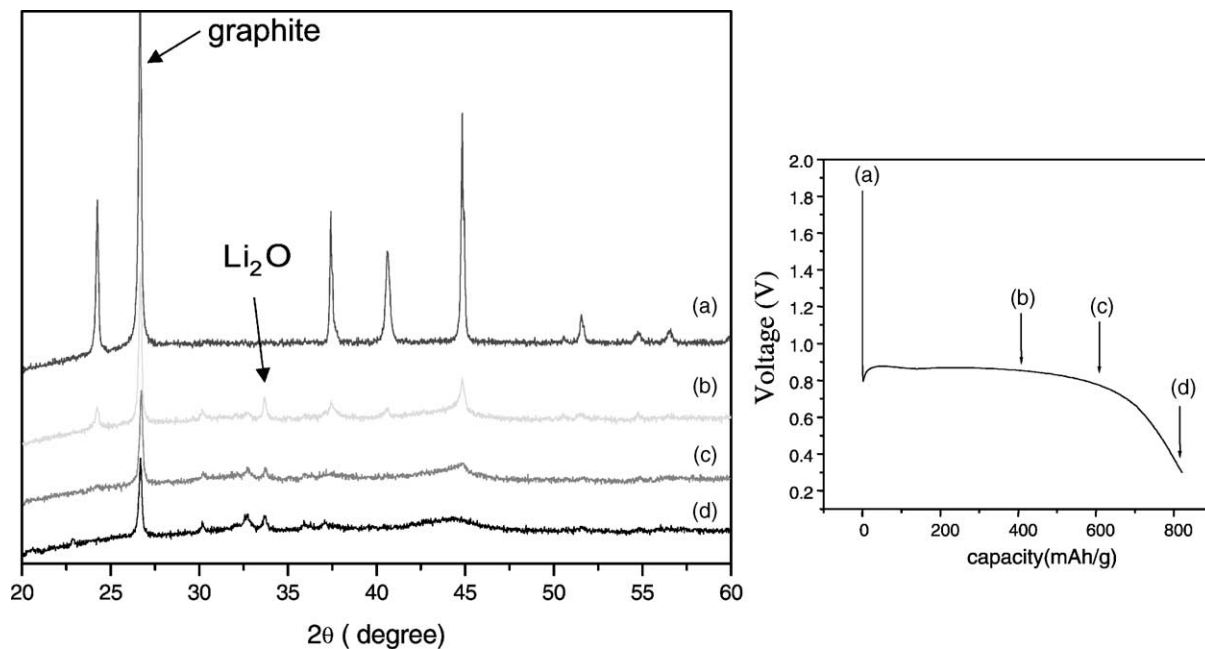 graphite
Li₂O
(a)
(b)
(c)
(d)
20 25 30 35 40 45 50 55 60
2θ ( degree)
2.0
1.8
1.6
1.4
1.2
1.0
0.8
0.6
0.4
0.2
Voltage (V)
(a)
(b)
(c)
(d)
0 200 400 600 800
capacity(mAh/g)